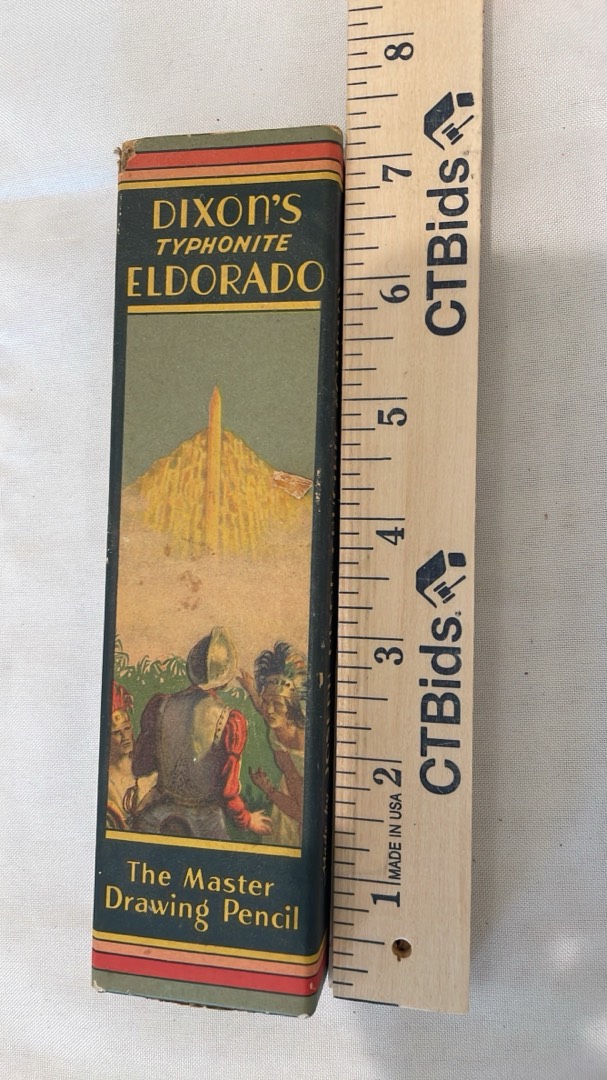 DIXON'S
TYPHONITE
ELDORADO
The Master
Drawing Pencil
8
7
6
5
4
3
2
1
MADE IN USA
CTBids
CTBids